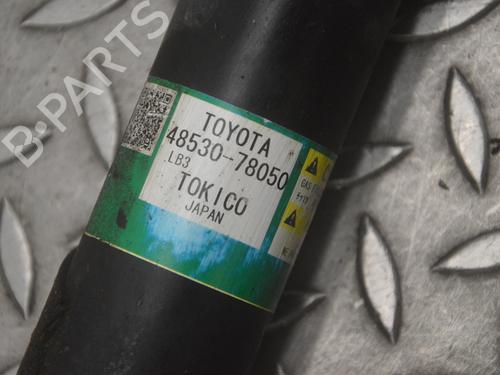 B-PARTS
TOYOTA
48530-78050
LB3
TOKICO
JAPAN
GAS